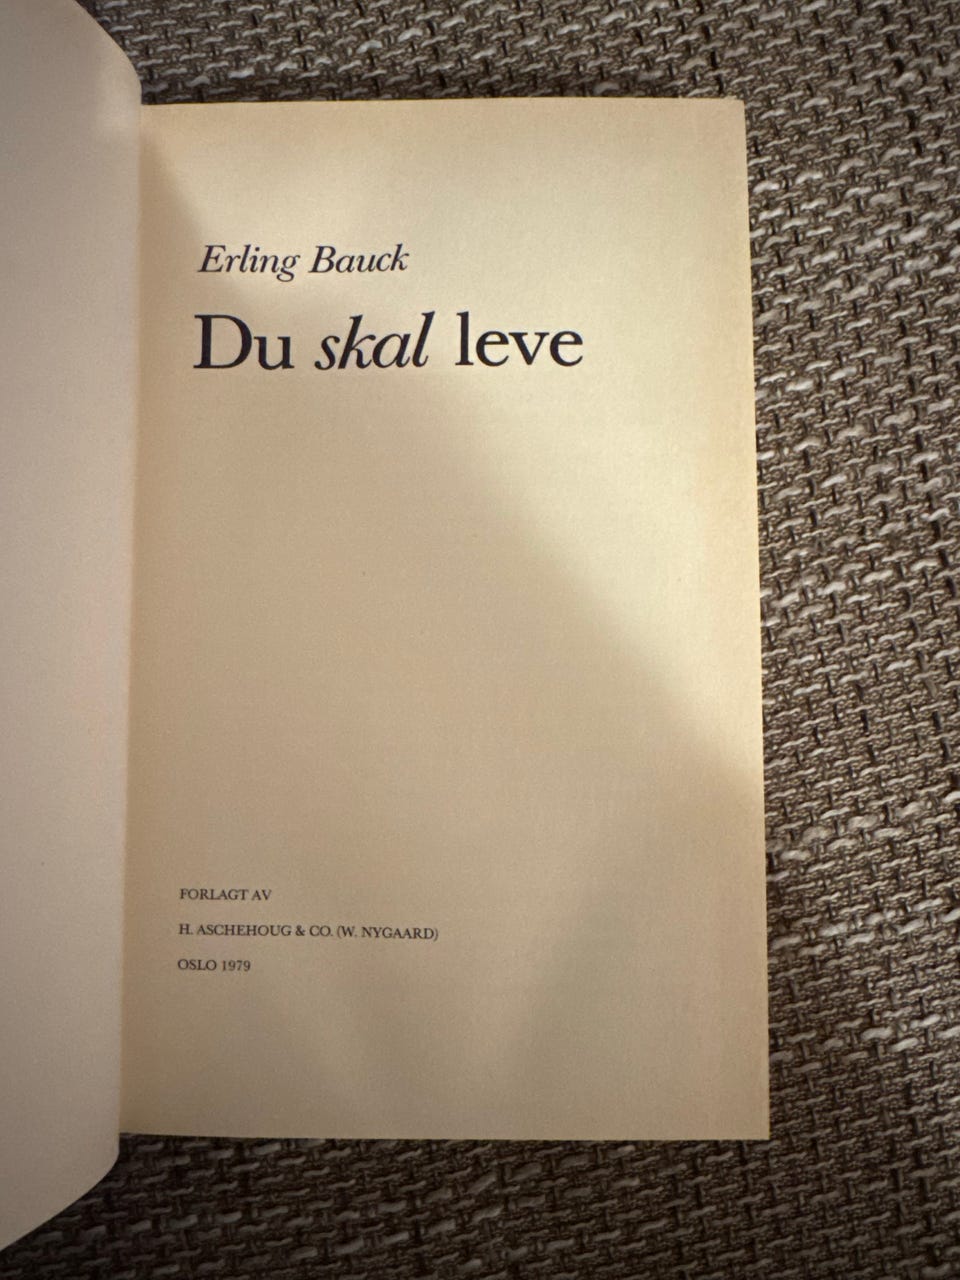 Erling Bauck
Du skal leve
FORLAGT AV
H. ASCHEHOUG & CO. (W. NYGAARD)
OSLO 1979